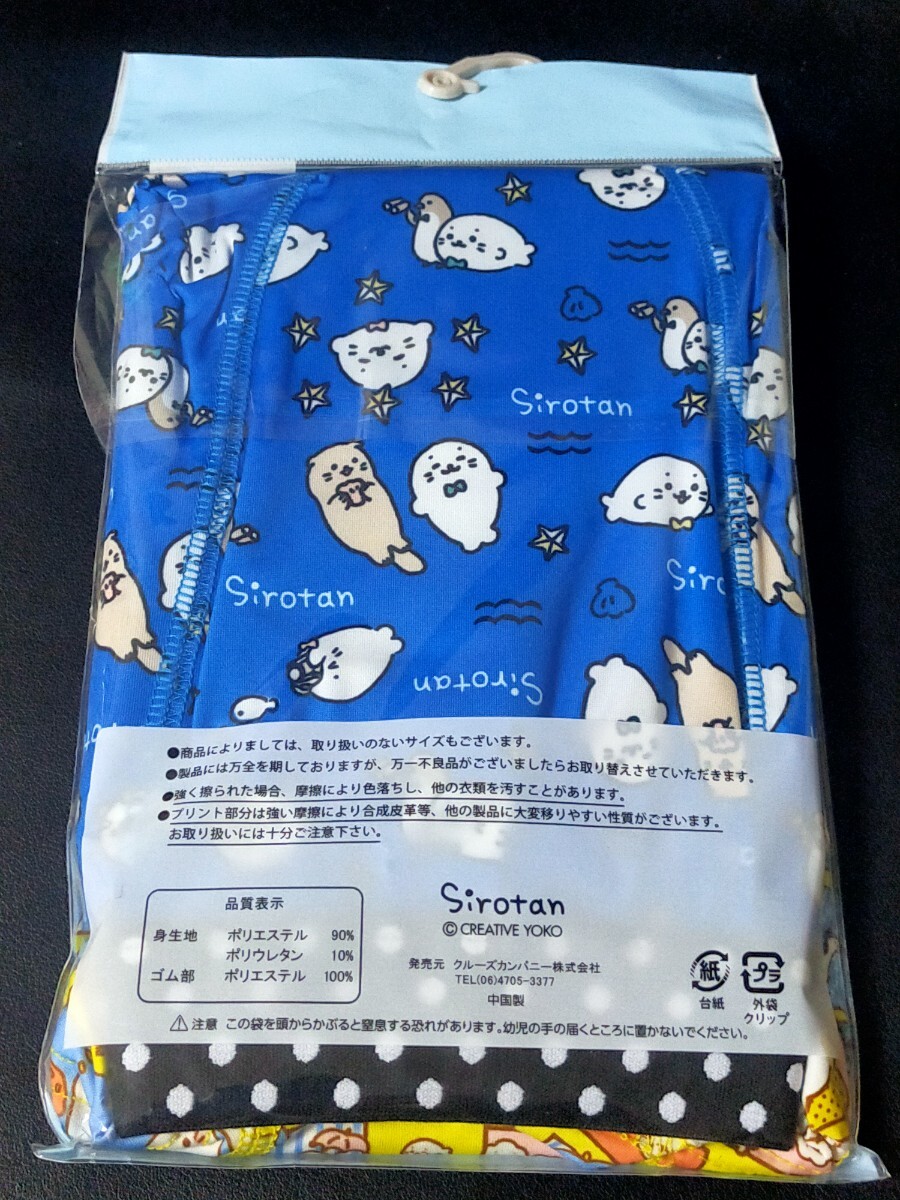 Sirotan
Sirotan
Siro
Sirotan
●商品によりましては、取り扱いのないサイズもございます。
●製品には万全を期しておりますが、万一不良品がございましたらお取り替えさせていただきます。
●強く擦られた場合、摩擦により色落ちし、他の衣類を汚すことがあります。
●プリント部分は強い摩擦により合成皮革等、他の製品に大変移りやすい性質がございます。
お取り扱いには十分ご注意下さい。
品質表示
身生地 ポリエステル 90%
ポリウレタン 10%
ゴム部 ポリエステル 100%
Sirotan
© CREATIVE YOKO
発売元 クルーズカンパニー株式会社
TEL(06)4705-3377
中国製
紙
台紙
プラ
外袋
クリップ
⚠注意 この袋を頭からかぶると窒息する恐れがあります。幼児の手の届くところに置かないでください。